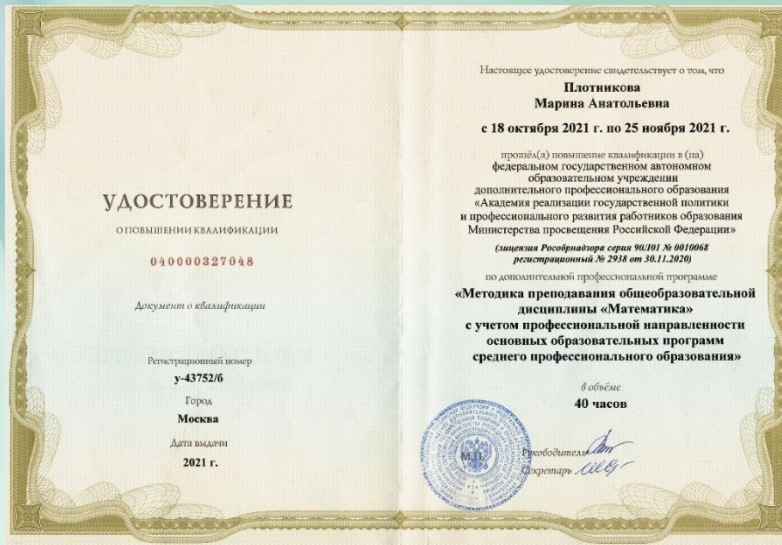 УДОСТОВЕРЕНИЕ
О ПОВЫШЕНИИ КВАЛИФИКАЦИИ
040000327048
Документ о квалификации
Регистрационный номер
у-43752/б
Город
Москва
Дата выдачи
2021 г.
Настоящее удостоверение свидетельствует о том, что
Плотникова
Марина Анатольевна
с 18 октября 2021 г. по 25 ноября 2021 г.
прошёл(а) повышение квалификации в (на)
федеральном государственном автономном
образовательном учреждении
дополнительного профессионального образования
«Академия реализации государственной политики
и профессионального развития работников образования
Министерства просвещения Российской Федерации»
(лицензия Рособрнадзора серия 90Л01 № 0010068
регистрационный № 2938 от 30.11.2020)
по дополнительной профессиональной программе
«Методика преподавания общеобразовательной
дисциплины «Математика»
с учетом профессиональной направленности
основных образовательных программ
среднего профессионального образования»
в объёме
40 часов
М.П.
Руководитель
Секретарь